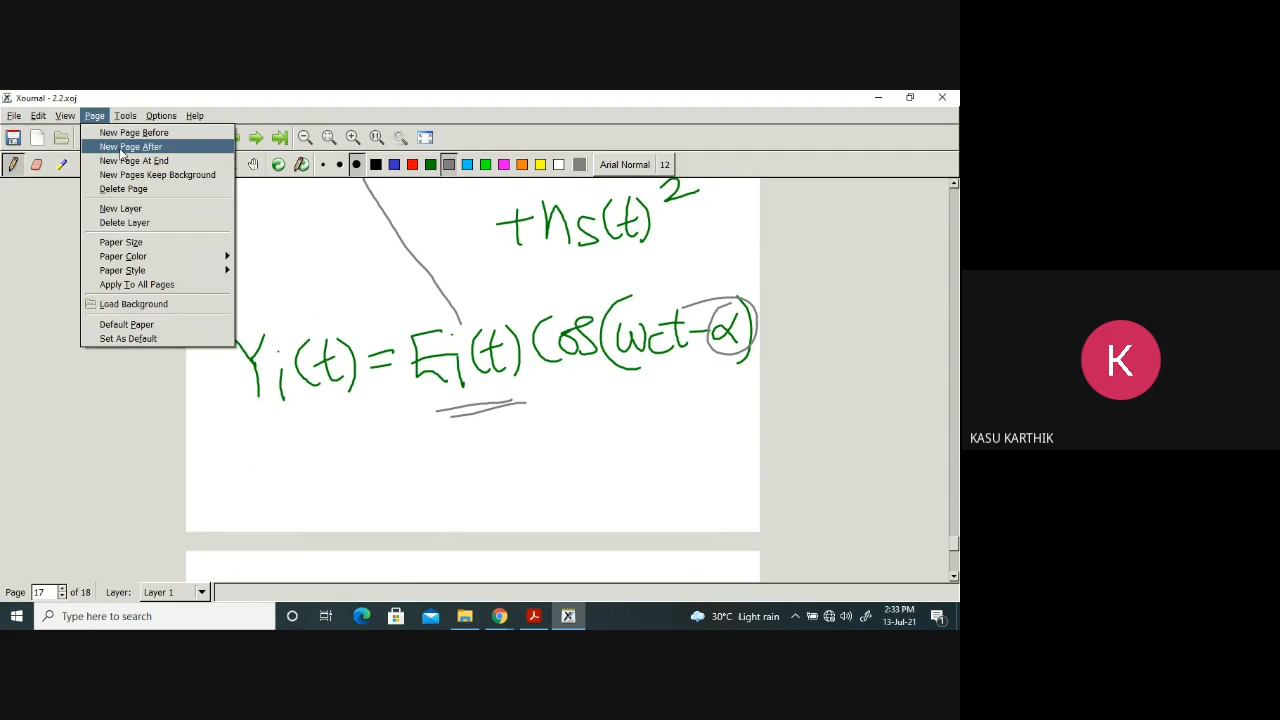 Xournal - 2.2.xoj
File Edit View Page Tools Options Help
New Page Before
New Page After
New Page At End
New Pages Keep Background
Delete Page
New Layer
Delete Layer
Paper Size
Paper Color
Paper Style
Apply To All Pages
Load Background
Default Paper
Set As Default
Arial Normal 12
+ns(t)²
Yi(t) = Ei(t) Cos(ωct-α)
K
KASU KARTHIK
Page 17 of 18 Layer: Layer 1
Type here to search
30°C Light rain
2:33 PM
13-Jul-21
1